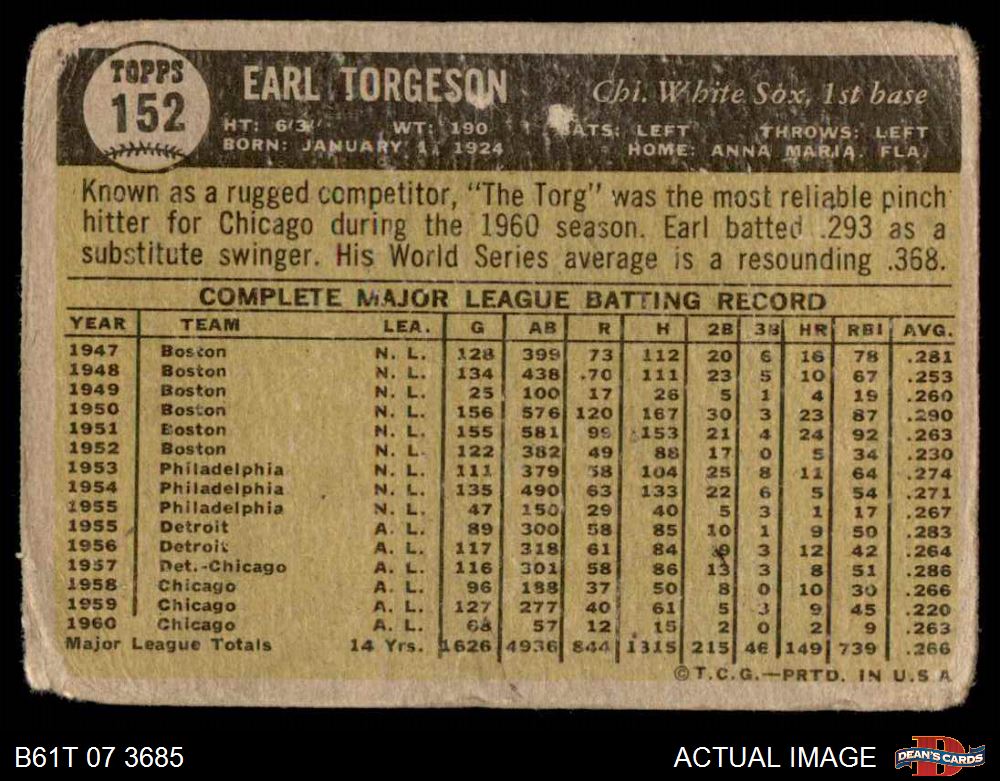 TOPPS
152
EARL TORGESON
Chi. White Sox, 1st base
HT: 6'3" WT: 190 BATS: LEFT THROWS: LEFT
BORN: JANUARY 1, 1924 HOME: ANNA MARIA, FLA.
Known as a rugged competitor, "The Torg" was the most reliable pinch
hitter for Chicago during the 1960 season. Earl batted .293 as a
substitute swinger. His World Series average is a resounding .368.
COMPLETE MAJOR LEAGUE BATTING RECORD
YEAR TEAM LEA. G AB R H 2B 3B HR RBI AVG.
1947 Boston N. L. 128 399 73 112 20 6 16 78 .281
1948 Boston N. L. 134 438 70 111 23 5 10 67 .253
1949 Boston N. L. 25 100 17 26 5 1 4 19 .260
1950 Boston N. L. 156 576 120 167 30 3 23 87 .290
1951 Boston N. L. 155 581 99 153 21 4 24 92 .263
1952 Boston N. L. 122 382 49 88 17 0 5 34 .230
1953 Philadelphia N. L. 111 379 58 104 25 8 11 64 .274
1954 Philadelphia N. L. 135 490 63 133 22 6 5 54 .271
1955 Philadelphia N. L. 47 150 29 40 5 3 1 17 .267
1955 Detroit A. L. 89 300 58 85 10 1 9 50 .283
1956 Detroit A. L. 117 318 61 84 9 3 12 42 .264
1957 Det.-Chicago A. L. 116 301 58 86 13 3 8 51 .286
1958 Chicago A. L. 96 188 37 50 8 0 10 30 .266
1959 Chicago A. L. 127 277 40 61 5 3 9 45 .220
1960 Chicago A. L. 68 57 12 15 2 0 2 9 .263
Major League Totals 14 Yrs. 1626 4936 844 1315 215 46 149 739 .266
© T.C.G.—PRTD. IN U.S A
B61T 07 3685
ACTUAL IMAGE
D
DEAN'S CARDS